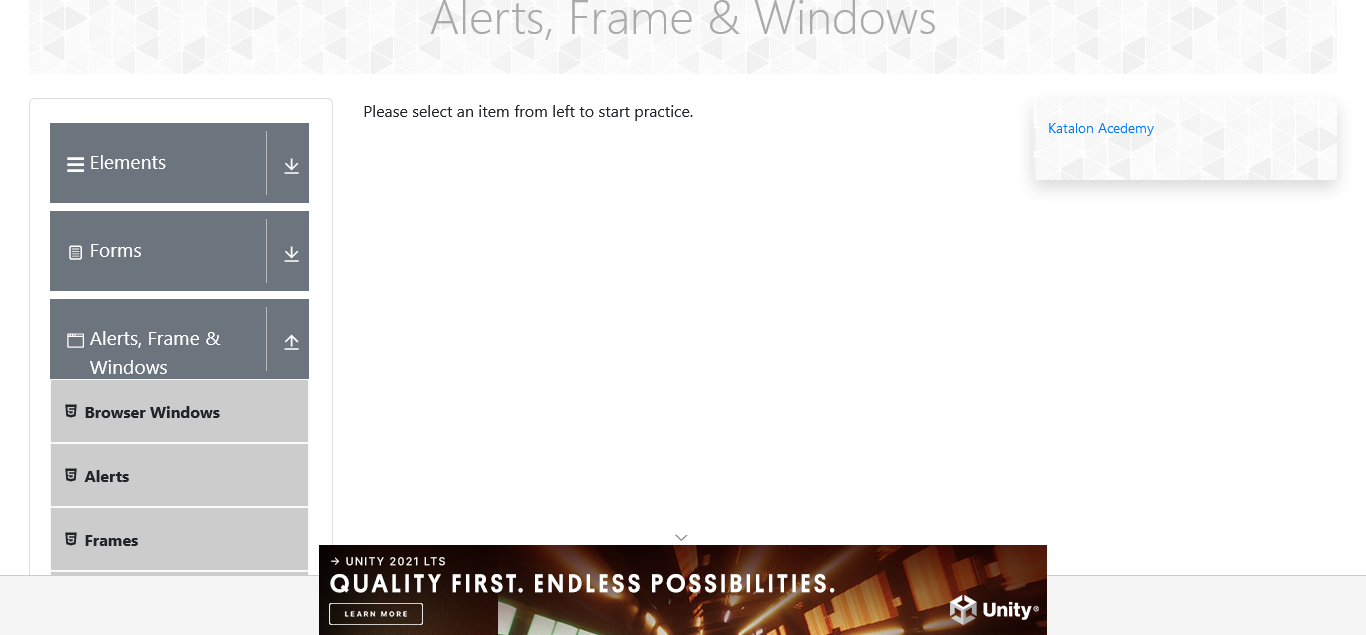 Alerts, Frame & Windows
Please select an item from left to start practice.
Katalon Acedemy
Elements
Forms
Alerts, Frame &
Windows
Browser Windows
Alerts
Frames
→ UNITY 2021 LTS
QUALITY FIRST. ENDLESS POSSIBILITIES.
LEARN MORE
Unity®